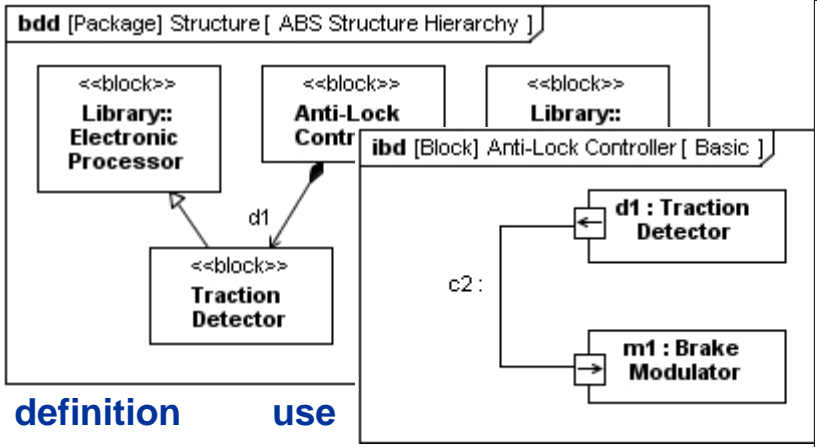 bdd [Package] Structure [ ABS Structure Hierarchy ]
<<block>>
Library::
Electronic
Processor
<<block>>
Anti-Lock
Contr
<<block>>
Library::
d1
<<block>>
Traction
Detector
definition use
ibd [Block] Anti-Lock Controller [ Basic ]
d1 : Traction
Detector
c2 :
m1 : Brake
Modulator